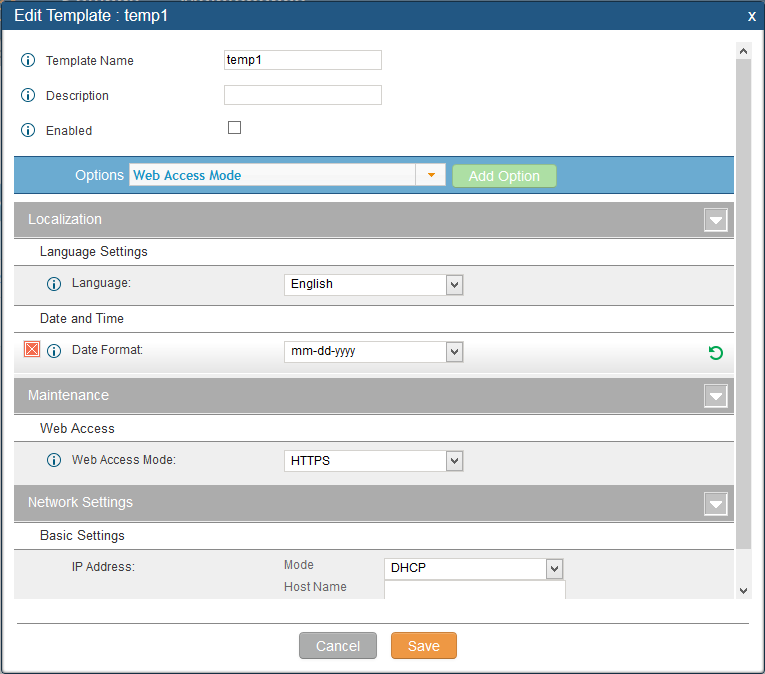 Edit Template : temp1 x
Template Name temp1
Description
Enabled
Options Web Access Mode Add Option
Localization
Language Settings
Language: English
Date and Time
Date Format: mm-dd-yyyy
Maintenance
Web Access
Web Access Mode: HTTPS
Network Settings
Basic Settings
IP Address: Mode DHCP
Host Name
Cancel Save